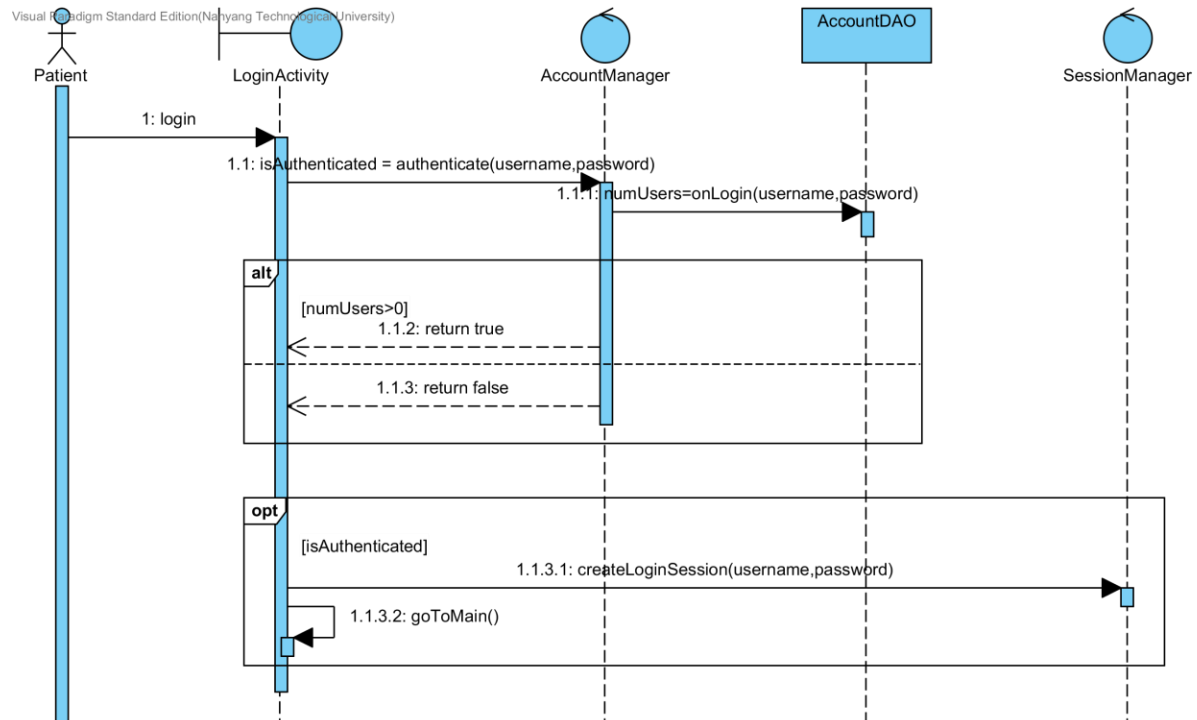 Visual Paradigm Standard Edition(Nanyang Technological University)
Patient
LoginActivity
AccountManager
AccountDAO
SessionManager
1: login
1.1: isAuthenticated = authenticate(username,password)
1.1.1: numUsers=onLogin(username,password)
alt
[numUsers>0]
1.1.2: return true
1.1.3: return false
opt
[isAuthenticated]
1.1.3.1: createLoginSession(username,password)
1.1.3.2: goToMain()